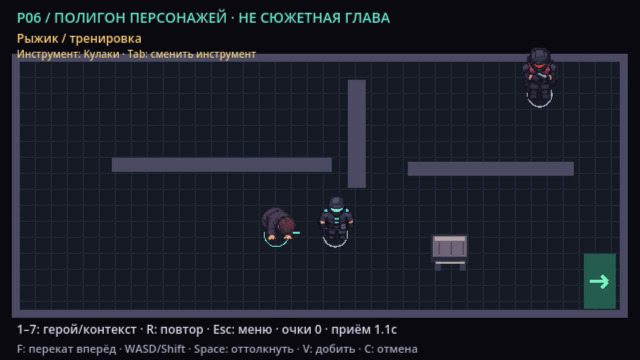 P06 / ПОЛИГОН ПЕРСОНАЖЕЙ · НЕ СЮЖЕТНАЯ ГЛАВА
Рыжик / тренировка
Инструмент: Кулаки · Tab: сменить инструмент
1–7: герой/контекст · R: повтор · Esc: меню · очки 0 · приём 1.1с
F: перекат вперёд · WASD/Shift · Space: оттолкнуть · V: добить · C: отмена